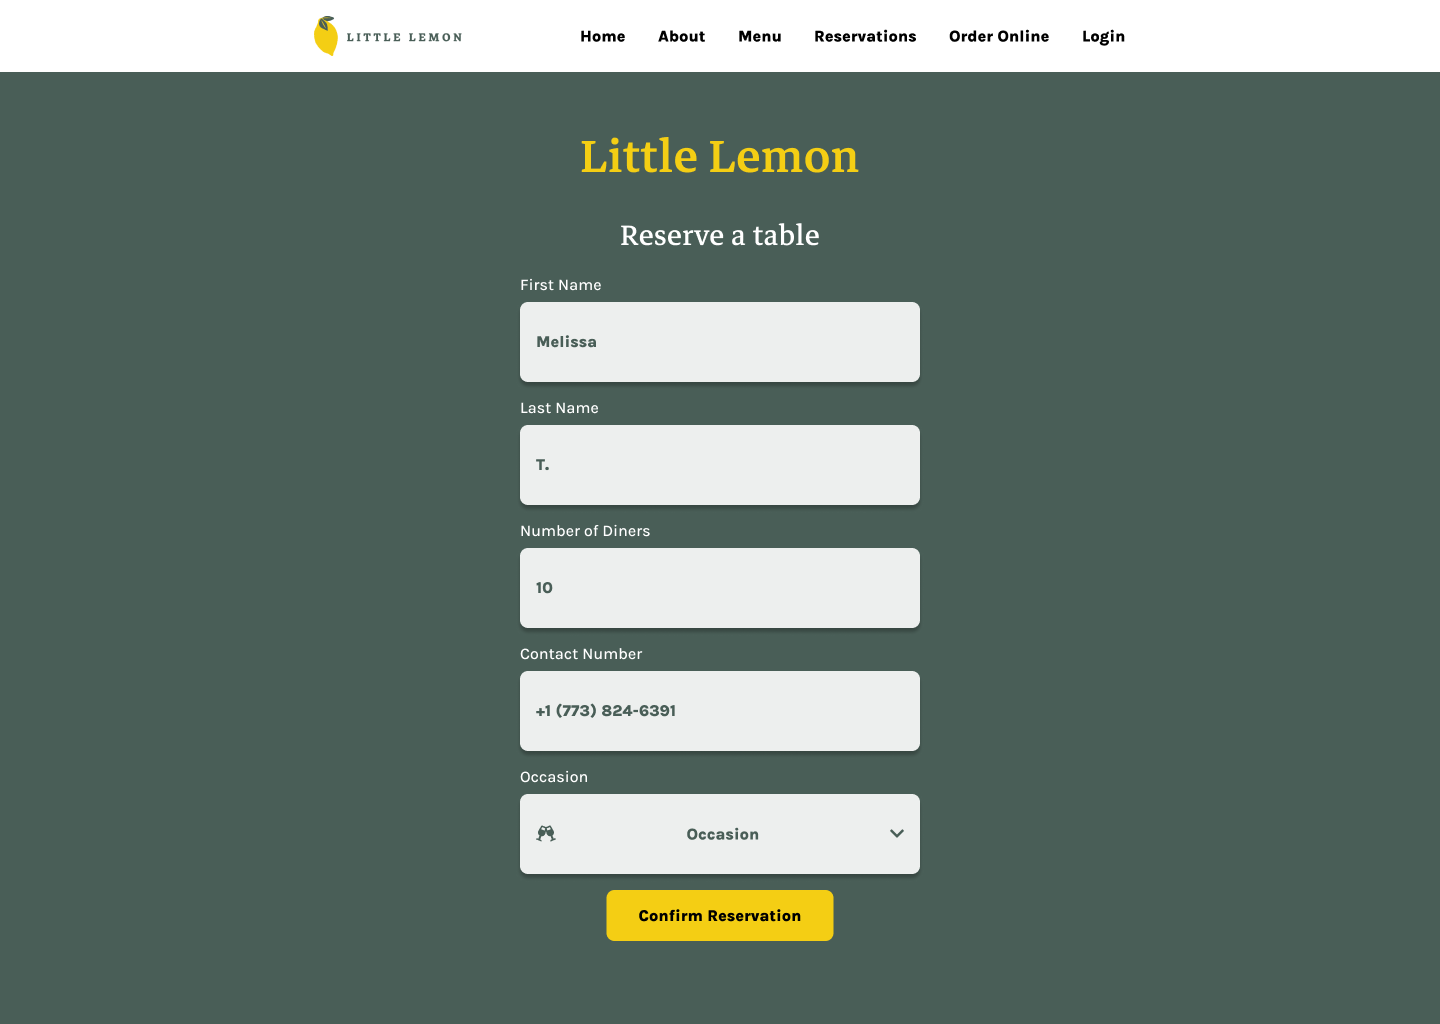 LITTLE LEMON
Home About Menu Reservations Order Online Login
Little Lemon
Reserve a table
First Name
Melissa
Last Name
T.
Number of Diners
10
Contact Number
+1 (773) 824-6391
Occasion
Occasion
Confirm Reservation